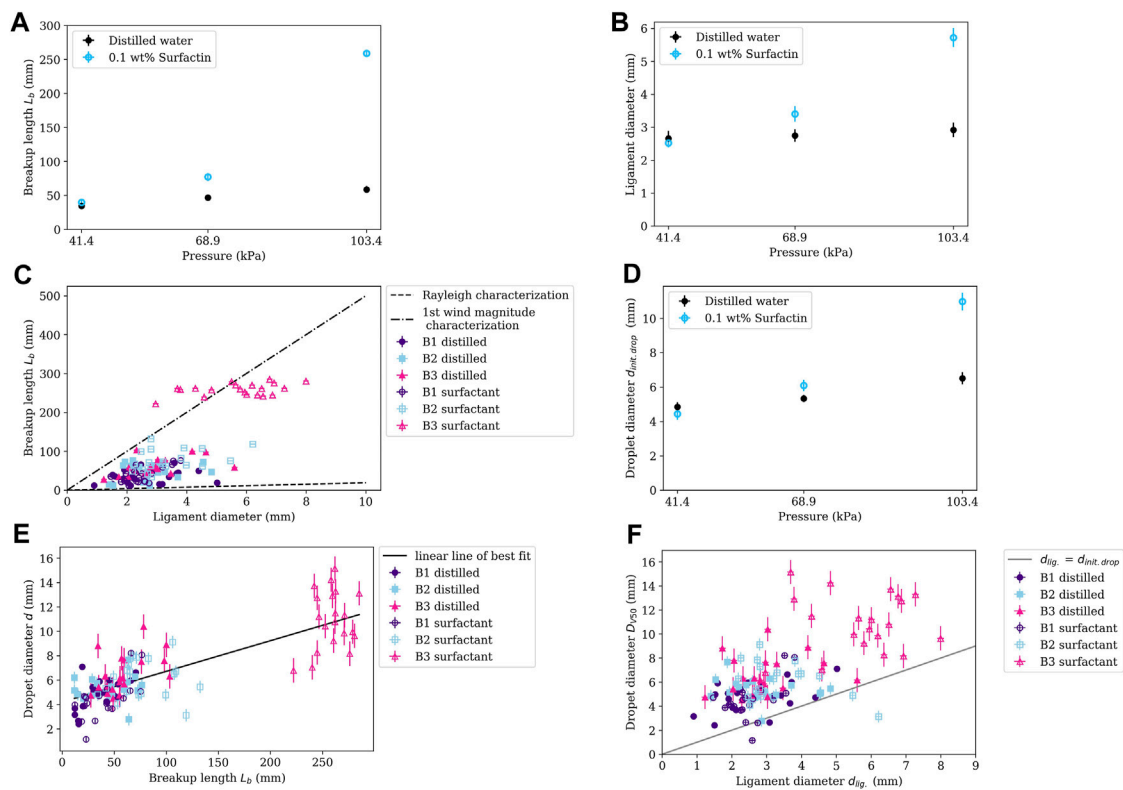 A
300
250
200
150
100
50
0
Breakup length L_b (mm)
Distilled water
0.1 wt% Surfactin
41.4
68.9
103.4
Pressure (kPa)
B
6
5
4
3
2
1
0
Ligament diameter (mm)
Distilled water
0.1 wt% Surfactin
41.4
68.9
103.4
Pressure (kPa)
C
500
400
300
200
100
0
Breakup length L_b (mm)
0
2
4
6
8
10
Ligament diameter (mm)
Rayleigh characterization
1st wind magnitude
characterization
B1 distilled
B2 distilled
B3 distilled
B1 surfactant
B2 surfactant
B3 surfactant
D
10
8
6
4
2
0
Droplet diameter d_init.drop (mm)
Distilled water
0.1 wt% Surfactin
41.4
68.9
103.4
Pressure (kPa)
E
16
14
12
10
8
6
4
2
0
Dropet diameter d (mm)
0
50
100
150
200
250
Breakup length L_b (mm)
linear line of best fit
B1 distilled
B2 distilled
B3 distilled
B1 surfactant
B2 surfactant
B3 surfactant
F
16
14
12
10
8
6
4
2
0
Dropet diameter D_V50 (mm)
0
1
2
3
4
5
6
7
8
9
Ligament diameter d_lig. (mm)
d_lig. = d_init.drop
B1 distilled
B2 distilled
B3 distilled
B1 surfactant
B2 surfactant
B3 surfactant